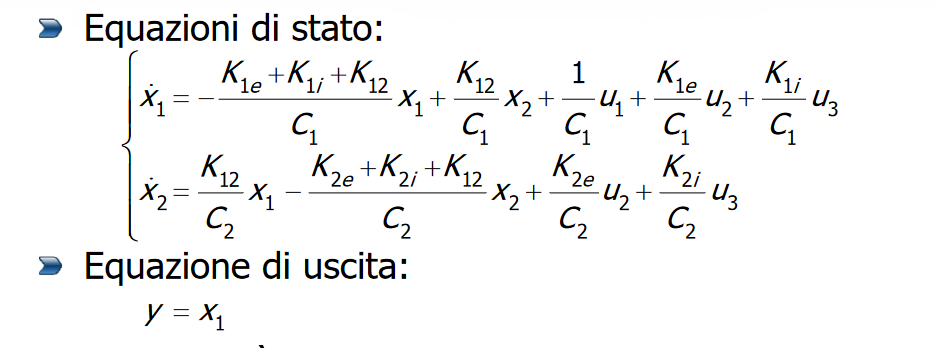 Equazioni di stato:
ẋ₁ = −(K₁ₑ + K₁ᵢ + K₁₂)/C₁ x₁ + K₁₂/C₁ x₂ + 1/C₁ u₁ + K₁ₑ/C₁ u₂ + K₁ᵢ/C₁ u₃
ẋ₂ = K₁₂/C₂ x₁ − (K₂ₑ + K₂ᵢ + K₁₂)/C₂ x₂ + K₂ₑ/C₂ u₂ + K₂ᵢ/C₂ u₃
Equazione di uscita:
y = x₁